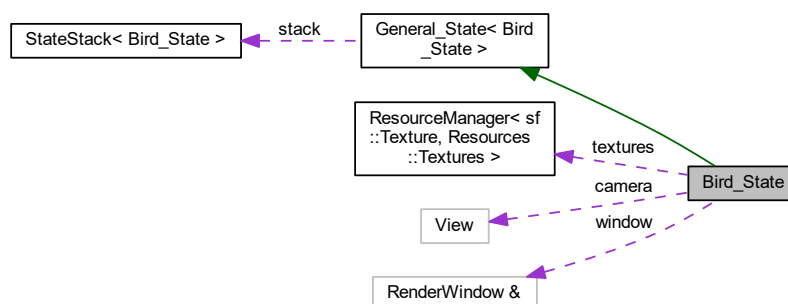 StateStack< Bird_State >
stack
General_State< Bird
_State >
ResourceManager< sf
::Texture, Resources
::Textures >
textures
camera
window
Bird_State
View
RenderWindow &